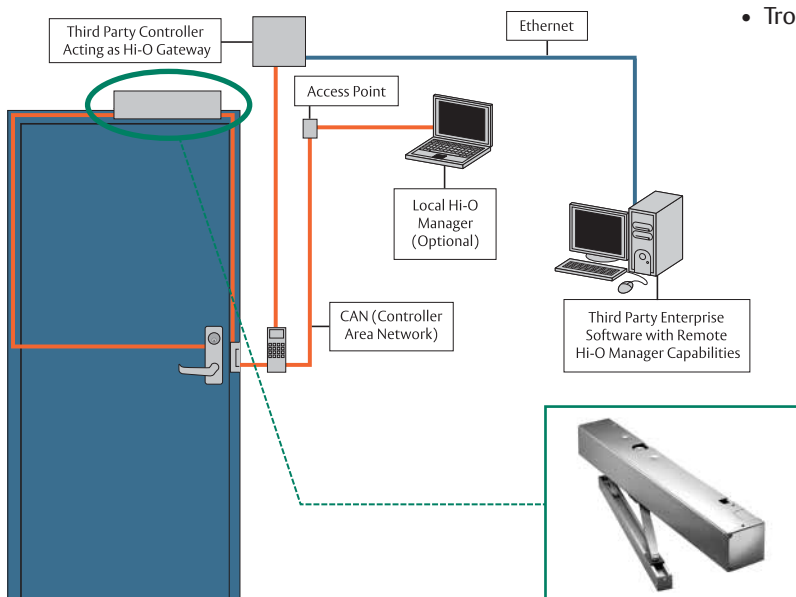 • Tro
Third Party Controller
Acting as Hi-O Gateway
Ethernet
Access Point
Local Hi-O
Manager
(Optional)
CAN (Controller
Area Network)
Third Party Enterprise
Software with Remote
Hi-O Manager Capabilities